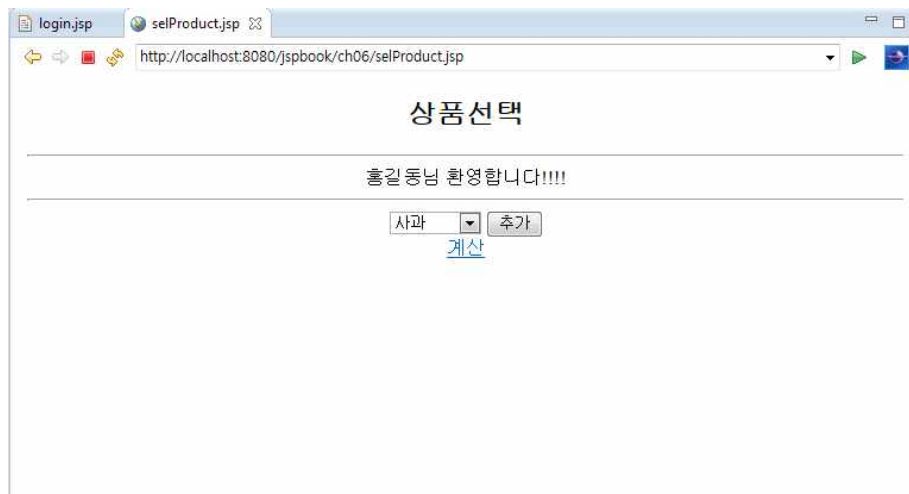 login.jsp selProduct.jsp
http://localhost:8080/jspbook/ch06/selProduct.jsp
상품선택
홍길동님 환영합니다!!!!
사과 추가
계산